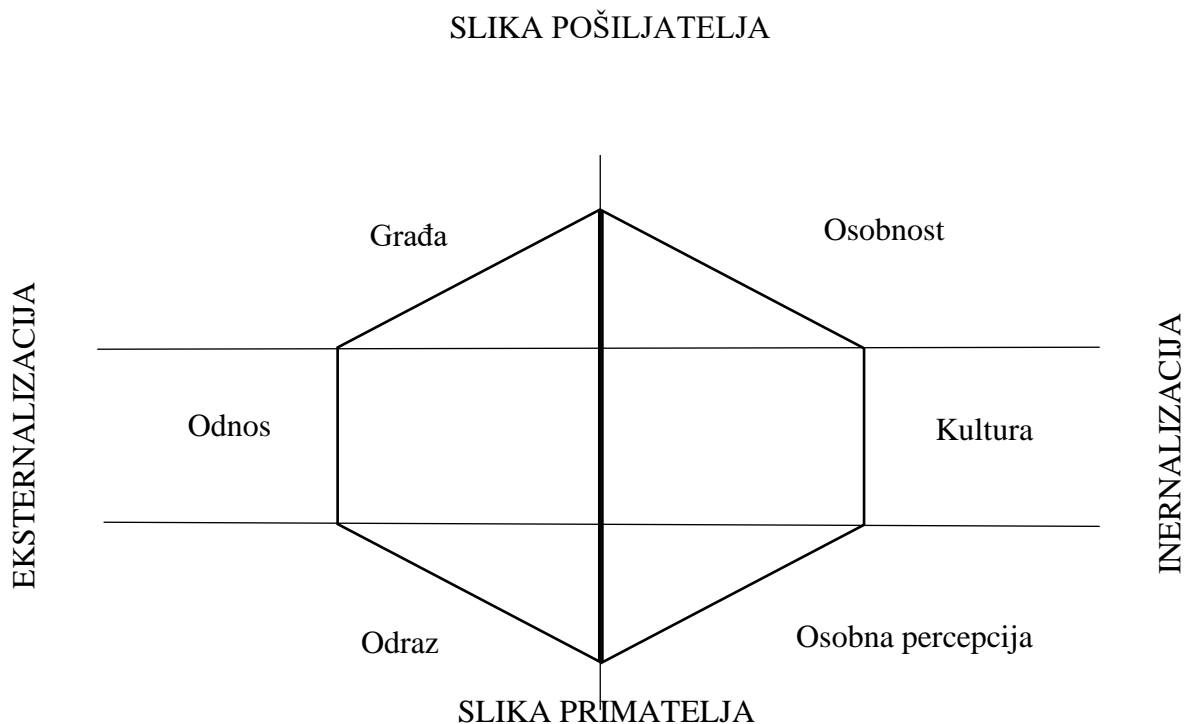 SLIKA POŠILJATELJA
Građa
Osobnost
EKSTERNALIZACIJA
INERNALIZACIJA
Odnos
Kultura
Odraz
Osobna percepcija
SLIKA PRIMATELJA